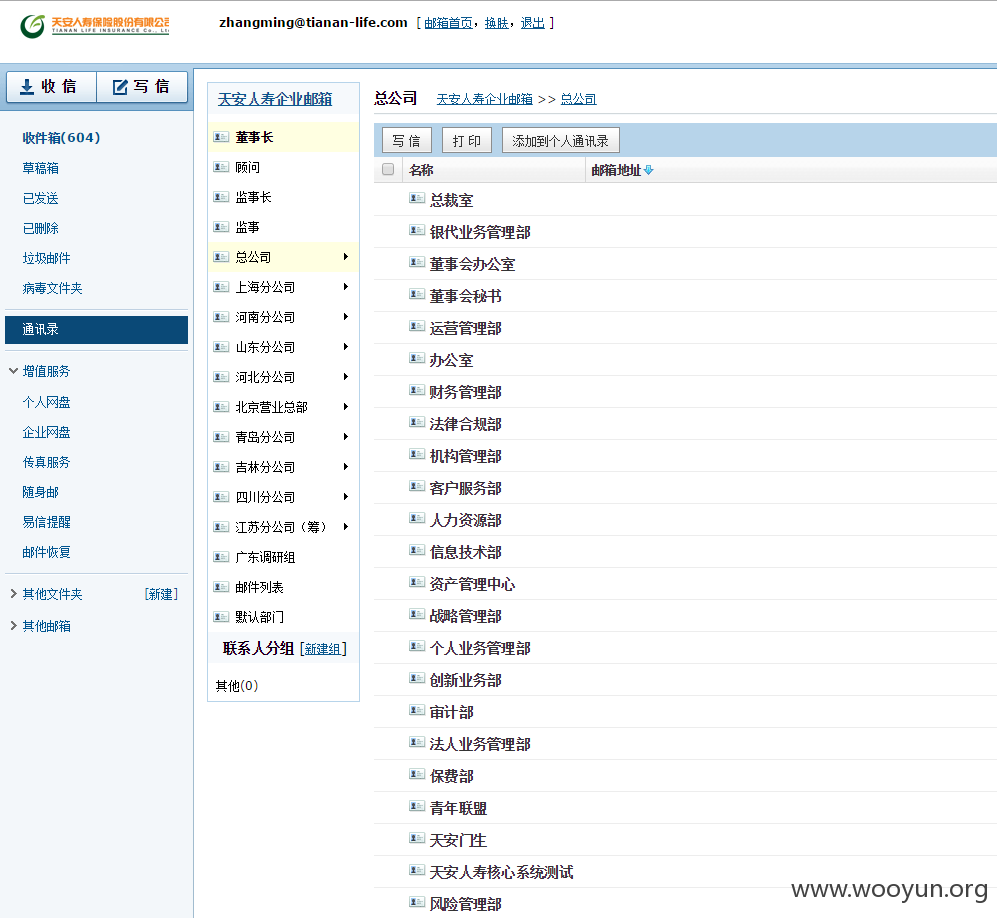 天安人寿保险股份有限公司
TIANAN LIFE INSURANCE Co., Lt
zhangming@tianan-life.com [ 邮箱首页, 换肤, 退出 ]
收 信
写 信
收件箱(604)
草稿箱
已发送
已删除
垃圾邮件
病毒文件夹
通讯录
增值服务
个人网盘
企业网盘
传真服务
随身邮
易信提醒
邮件恢复
其他文件夹 [新建]
其他邮箱
天安人寿企业邮箱
董事长
顾问
监事长
监事
总公司
上海分公司
河南分公司
山东分公司
河北分公司
北京营业总部
青岛分公司
吉林分公司
四川分公司
江苏分公司（筹）
广东调研组
邮件列表
默认部门
联系人分组 [新建组]
其他(0)
总公司 天安人寿企业邮箱 >> 总公司
写 信 打 印 添加到个人通讯录
名称 邮箱地址
总裁室
银代业务管理部
董事会办公室
董事会秘书
运营管理部
办公室
财务管理部
法律合规部
机构管理部
客户服务部
人力资源部
信息技术部
资产管理中心
战略管理部
个人业务管理部
创新业务部
审计部
法人业务管理部
保费部
青年联盟
天安门生
天安人寿核心系统测试
风险管理部
www.wooyun.org